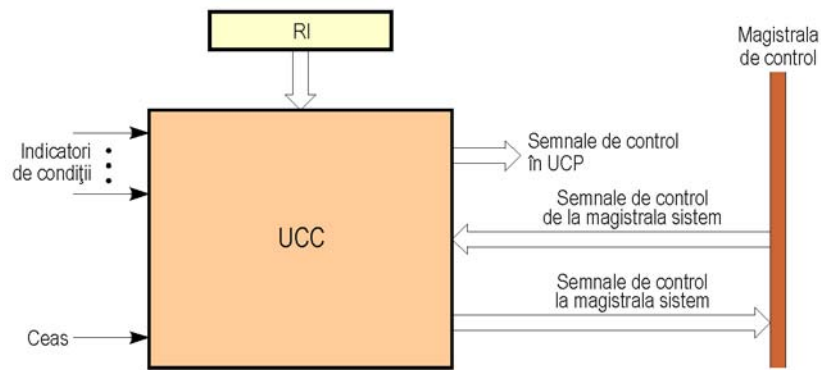 RI
Magistrala
de control
Indicatori
de condiţii
Semnale de control
în UCP
Semnale de control
de la magistrala sistem
UCC
Semnale de control
la magistrala sistem
Ceas